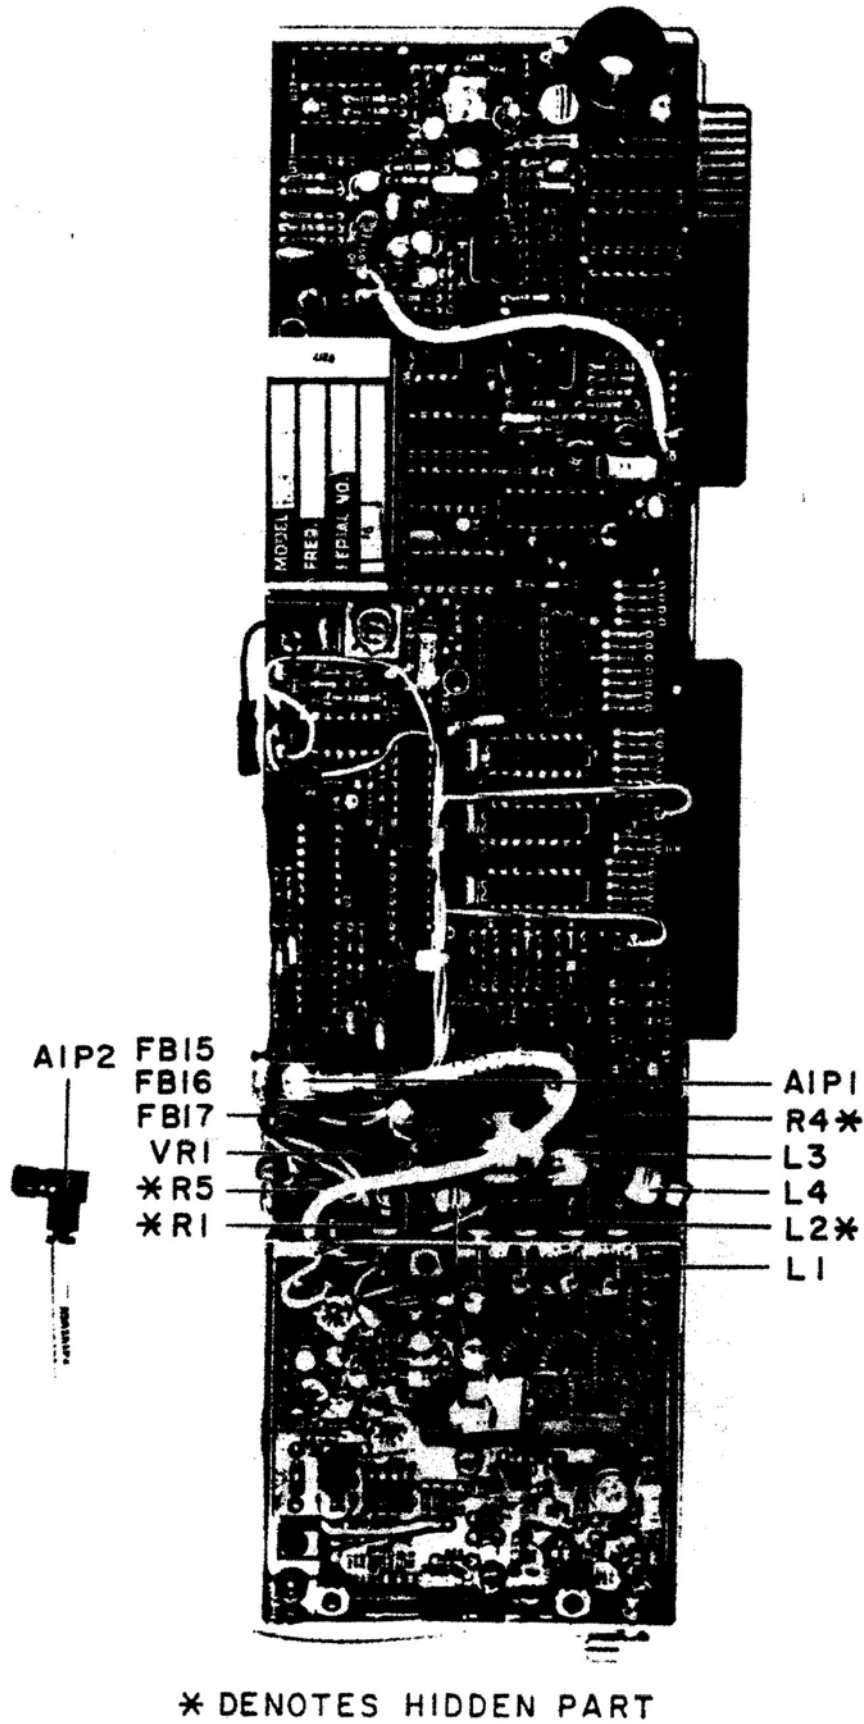 MODEL
FREQ.
SERIAL NO.
A1P2
FB15
FB16
FB17
VR1
*R5
*R1
A1P1
R4*
L3
L4
L2*
L1
* DENOTES HIDDEN PART